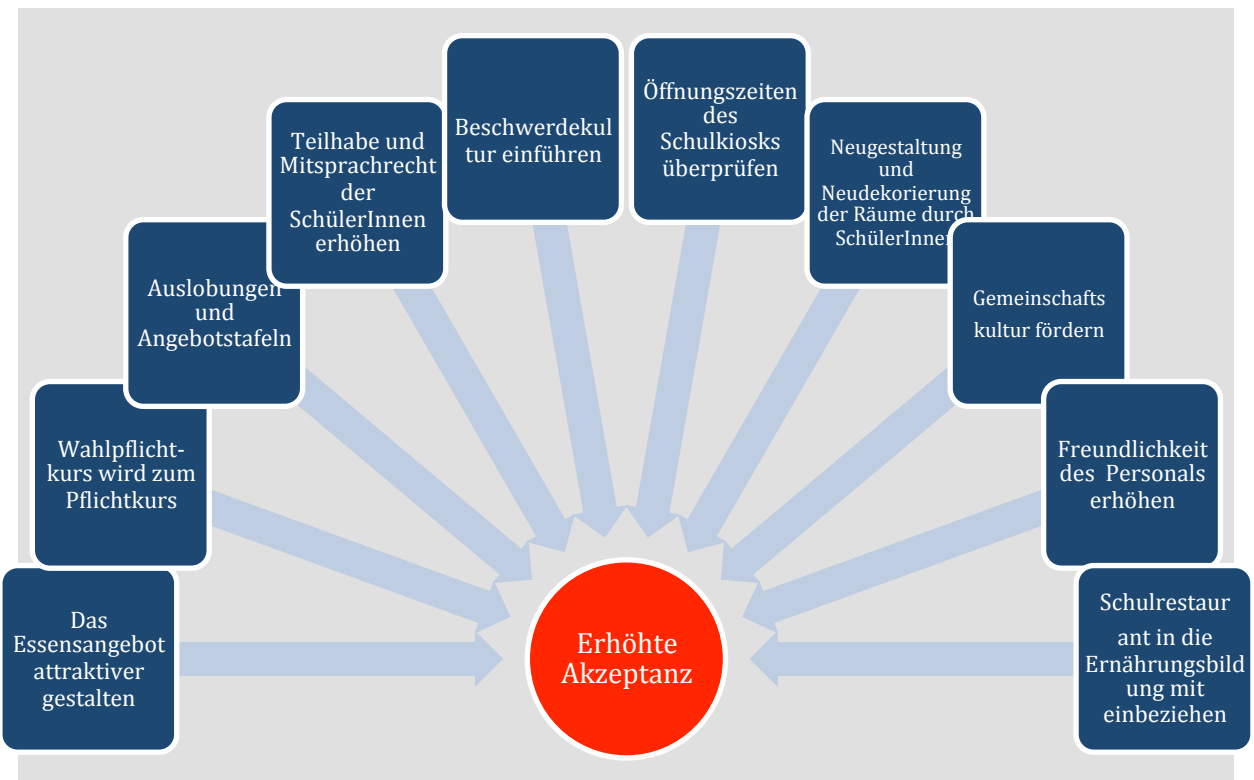 Das
Essensangebot
attraktiver
gestalten
Wahlpflicht-
kurs wird zum
Pflichtkurs
Auslobungen
und
Angebotstafeln
Teilhabe und
Mitsprachrecht
der
SchülerInnen
erhöhen
Beschwerdekul
tur einführen
Öffnungszeiten
des
Schulkiosks
überprüfen
Neugestaltung
und
Neudekorierung
der Räume durch
SchülerInnen
Gemeinschafts
kultur fördern
Freundlichkeit
des Personals
erhöhen
Schulrestaur
ant in die
Ernährungsbild
ung mit
einbeziehen
Erhöhte
Akzeptanz